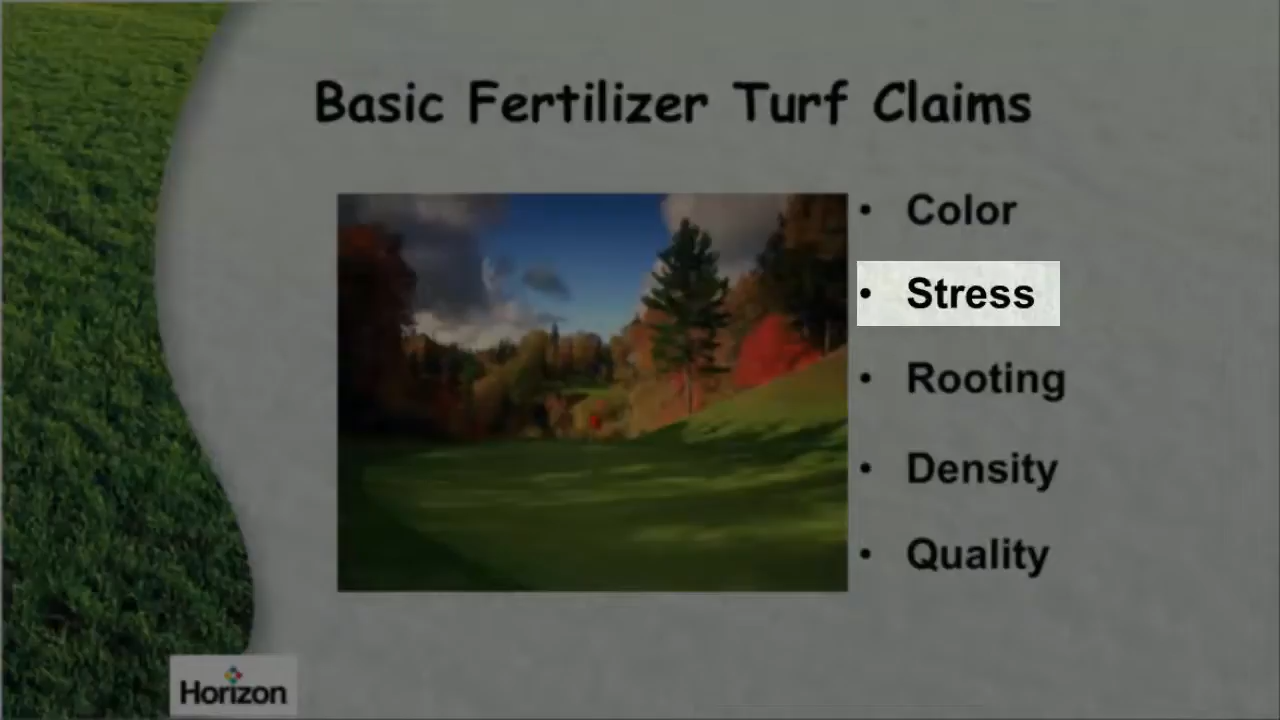 Basic Fertilizer Turf Claims
• Color
• Stress
• Rooting
• Density
• Quality
Horizon